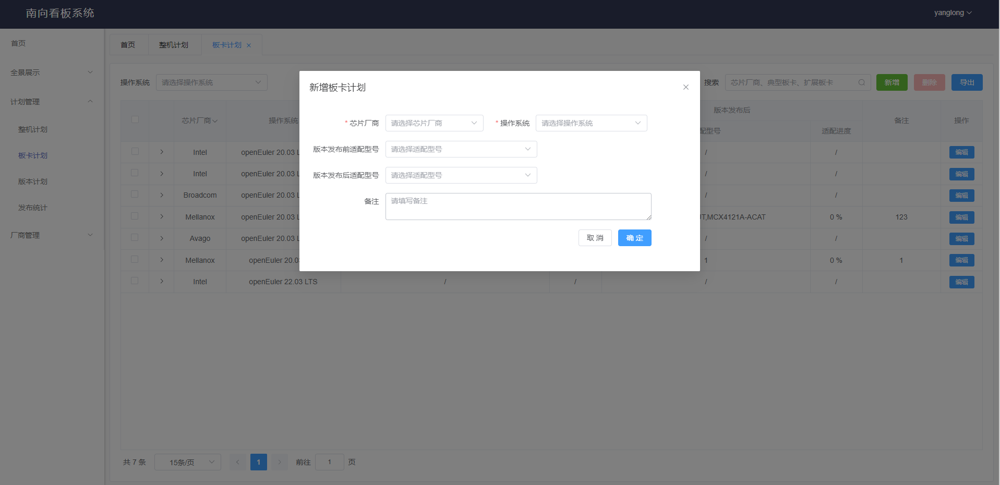 南向看板系统
yanglong
首页
全景展示
计划管理
整机计划
板卡计划
版本计划
发布统计
厂商管理
首页 整机计划 板卡计划
操作系统 请选择操作系统 搜索 芯片厂商、典型板卡、扩展板卡 新增 删除 导出
芯片厂商 操作系统 版本发布后 备注 操作
配型号 适配进度
Intel openEuler 20.03 L / / 编辑
Intel openEuler 20.03 L / / 编辑
Broadcom openEuler 20.03 L / / 编辑
Mellanox openEuler 20.03 L T,MCX4121A-ACAT 0 % 123 编辑
Avago openEuler 20.03 L / / 编辑
Mellanox openEuler 20.0 1 0 % 1 编辑
Intel openEuler 22.03 LTS / / / / 编辑
共 7 条 15条/页 1 前往 1 页
新增板卡计划
* 芯片厂商 请选择芯片厂商 * 操作系统 请选择操作系统
版本发布前适配型号 请选择适配型号
版本发布后适配型号 请选择适配型号
备注 请填写备注
取 消 确 定